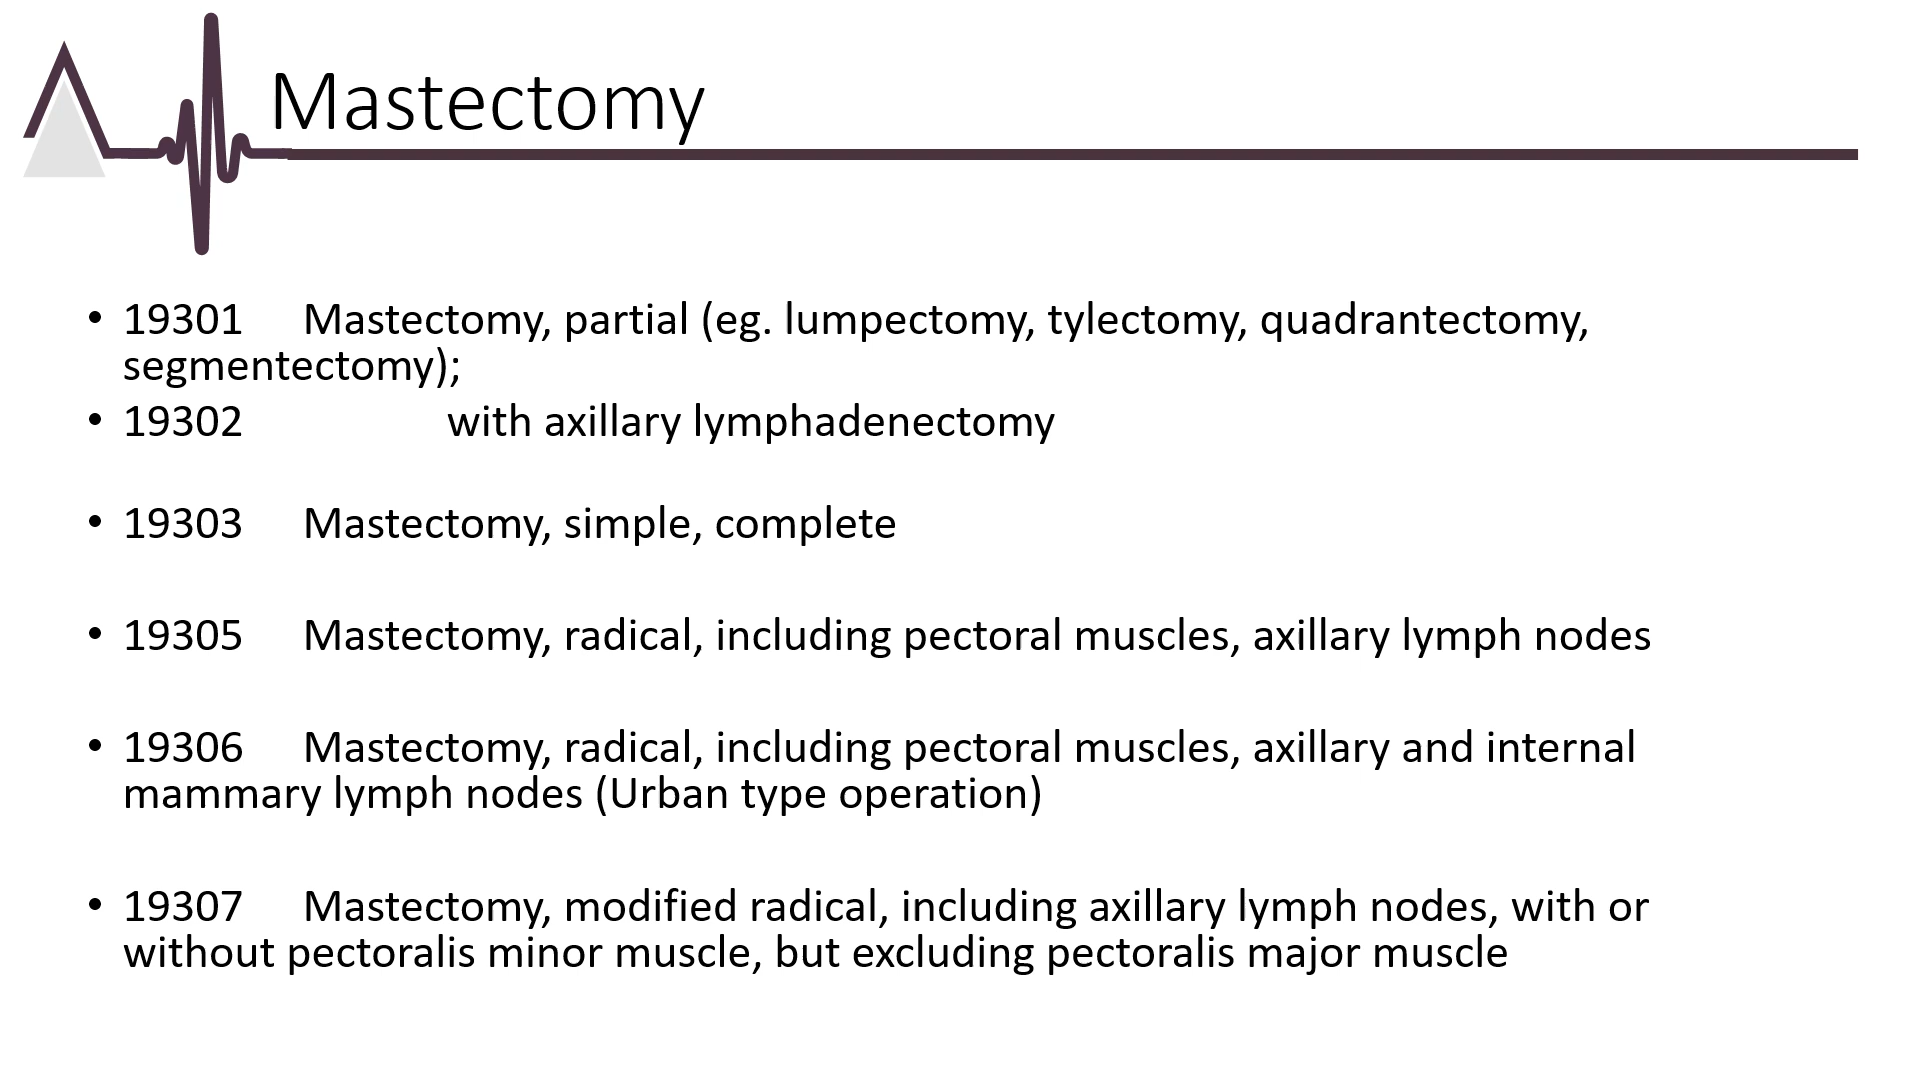 Mastectomy
• 19301 Mastectomy, partial (eg. lumpectomy, tylectomy, quadrantectomy,
segmentectomy);
• 19302 with axillary lymphadenectomy
• 19303 Mastectomy, simple, complete
• 19305 Mastectomy, radical, including pectoral muscles, axillary lymph nodes
• 19306 Mastectomy, radical, including pectoral muscles, axillary and internal
mammary lymph nodes (Urban type operation)
• 19307 Mastectomy, modified radical, including axillary lymph nodes, with or
without pectoralis minor muscle, but excluding pectoralis major muscle